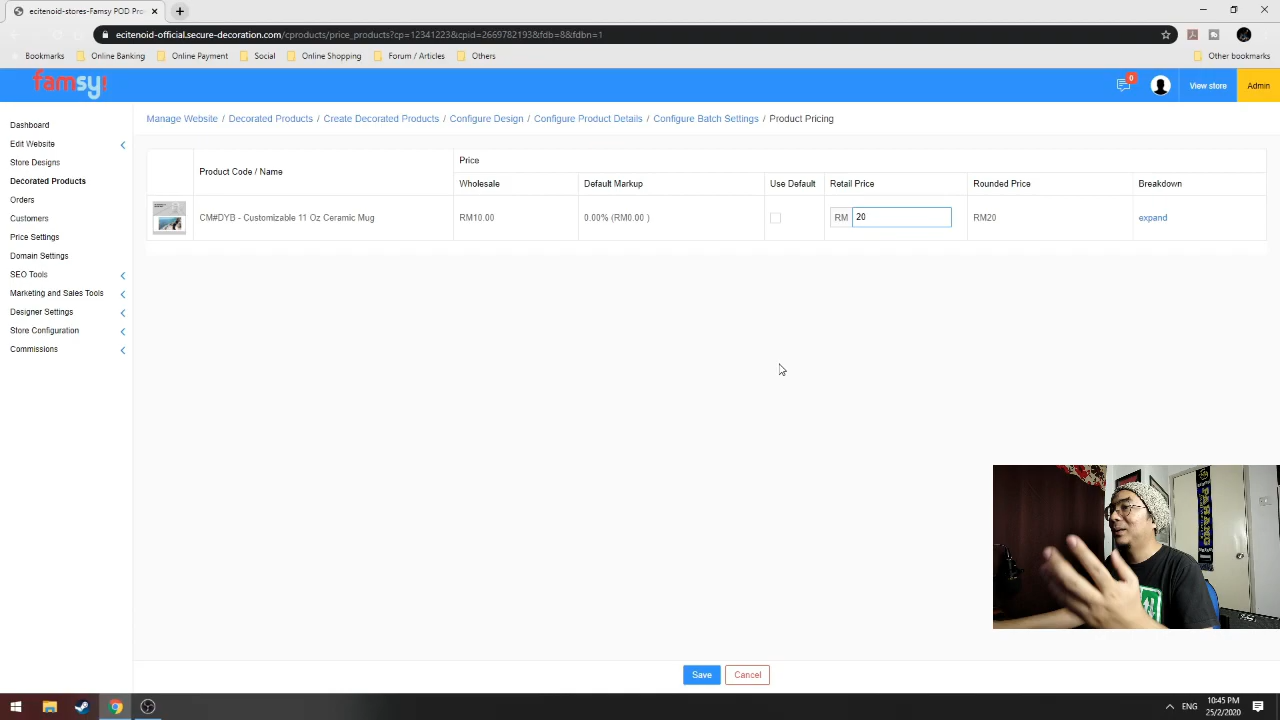 ecitenoid-stores-Famsy POD Pro
ecitenoid-official.secure-decoration.com/cproducts/price_products?cp=12341223&cpid=2669782193&fdb=8&fdbn=1
Bookmarks Online Banking Online Payment Social Online Shopping Forum / Articles Others Other bookmarks
famsy!
0
View store
Admin
Dashboard
Edit Website
Store Designs
Decorated Products
Orders
Customers
Price Settings
Domain Settings
SEO Tools
Marketing and Sales Tools
Designer Settings
Store Configuration
Commissions
Manage Website / Decorated Products / Create Decorated Products / Configure Design / Configure Product Details / Configure Batch Settings / Product Pricing
Product Code / Name
Price
Wholesale Default Markup Use Default Retail Price Rounded Price Breakdown
CM#DYB - Customizable 11 Oz Ceramic Mug RM10.00 0.00% (RM0.00 ) RM 20 RM20 expand
Save Cancel
ENG
10:45 PM
25/2/2020